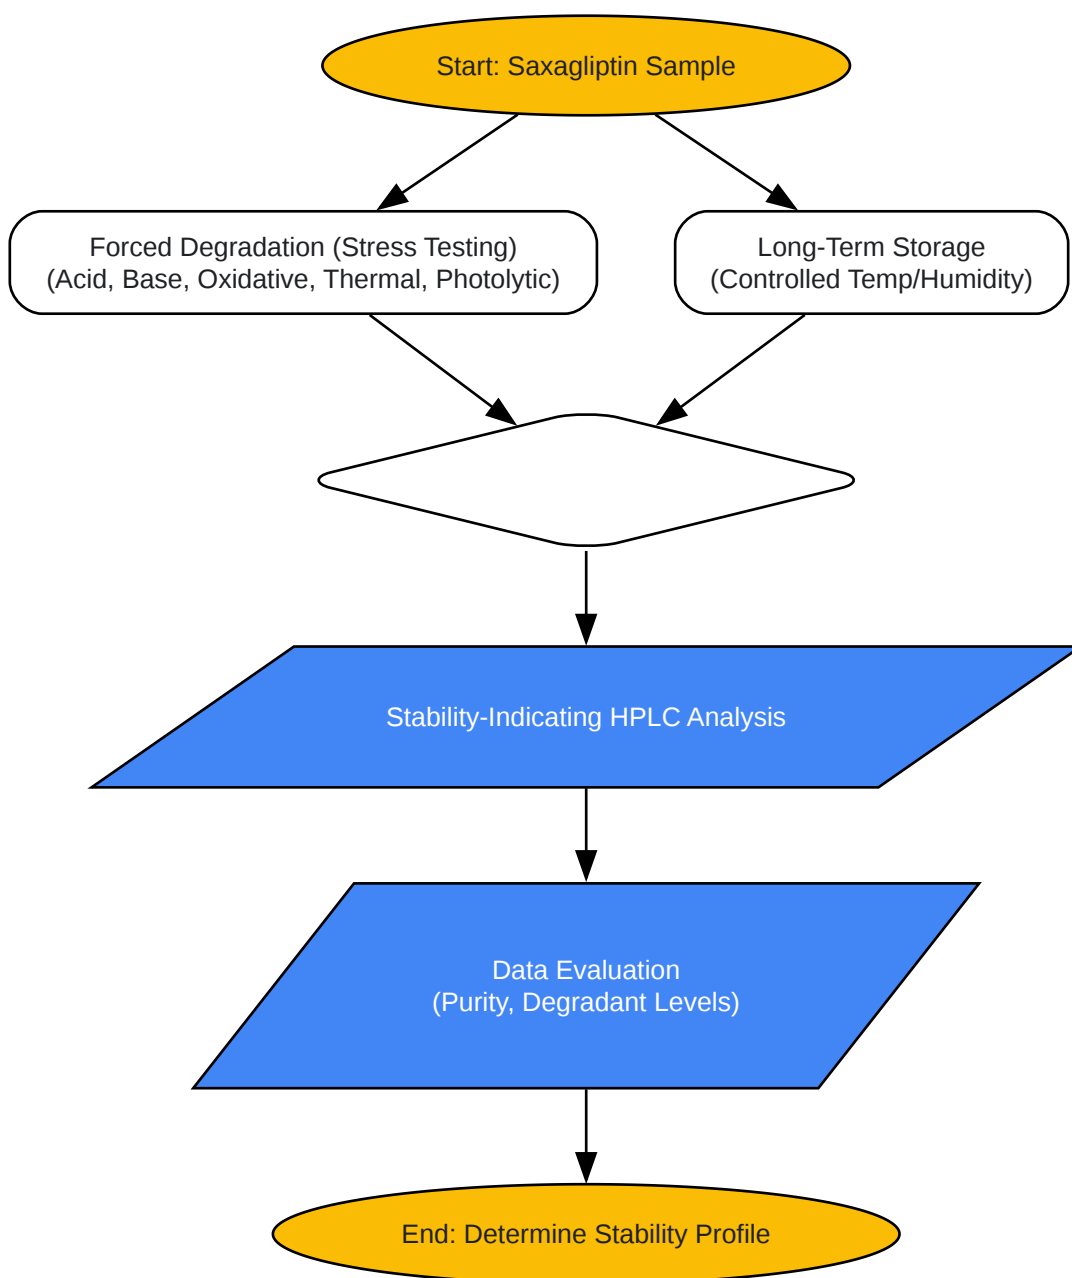 Start: Saxagliptin Sample
Forced Degradation (Stress Testing)
(Acid, Base, Oxidative, Thermal, Photolytic)
Long-Term Storage
(Controlled Temp/Humidity)
Stability-Indicating HPLC Analysis
Data Evaluation
(Purity, Degradant Levels)
End: Determine Stability Profile